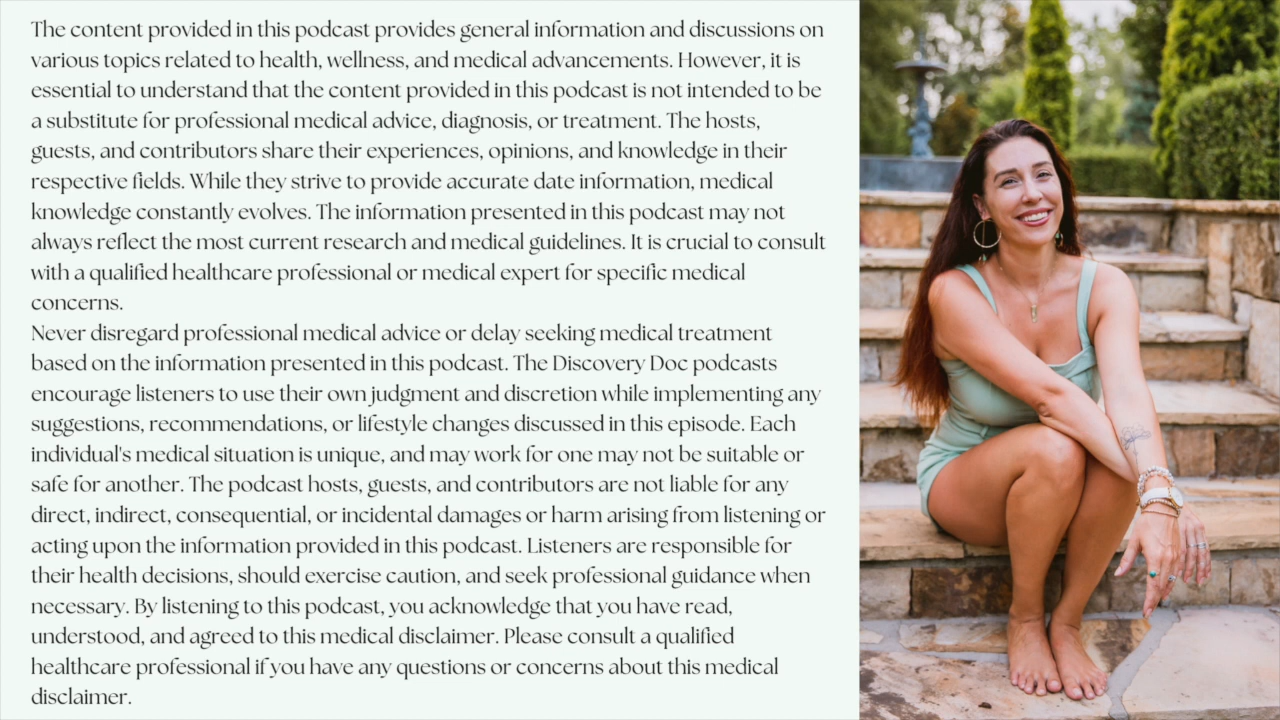 The content provided in this podcast provides general information and discussions on
various topics related to health, wellness, and medical advancements. However, it is
essential to understand that the content provided in this podcast is not intended to be
a substitute for professional medical advice, diagnosis, or treatment. The hosts,
guests, and contributors share their experiences, opinions, and knowledge in their
respective fields. While they strive to provide accurate date information, medical
knowledge constantly evolves. The information presented in this podcast may not
always reflect the most current research and medical guidelines. It is crucial to consult
with a qualified healthcare professional or medical expert for specific medical
concerns.
Never disregard professional medical advice or delay seeking medical treatment
based on the information presented in this podcast. The Discovery Doc podcasts
encourage listeners to use their own judgment and discretion while implementing any
suggestions, recommendations, or lifestyle changes discussed in this episode. Each
individual's medical situation is unique, and may work for one may not be suitable or
safe for another. The podcast hosts, guests, and contributors are not liable for any
direct, indirect, consequential, or incidental damages or harm arising from listening or
acting upon the information provided in this podcast. Listeners are responsible for
their health decisions, should exercise caution, and seek professional guidance when
necessary. By listening to this podcast, you acknowledge that you have read,
understood, and agreed to this medical disclaimer. Please consult a qualified
healthcare professional if you have any questions or concerns about this medical
disclaimer.